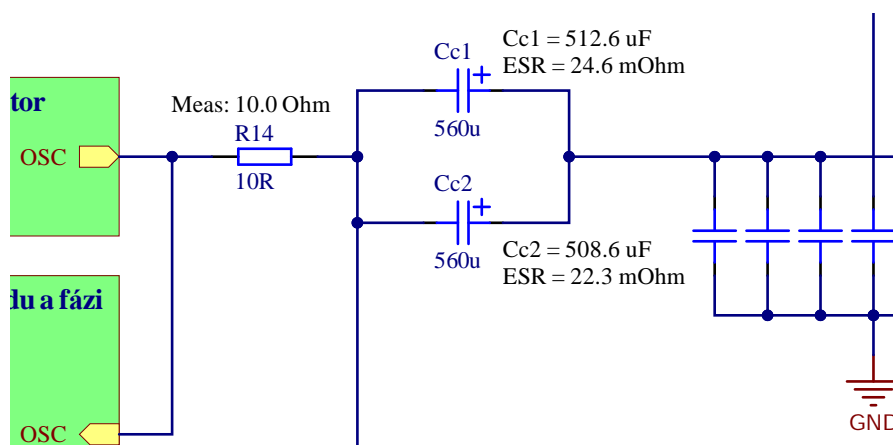 Cc1
Cc1 = 512.6 uF
ESR = 24.6 mOhm
tor
Meas: 10.0 Ohm
R14
OSC
10R
560u
Cc2
560u
Cc2 = 508.6 uF
ESR = 22.3 mOhm
du a fázi
OSC
GND